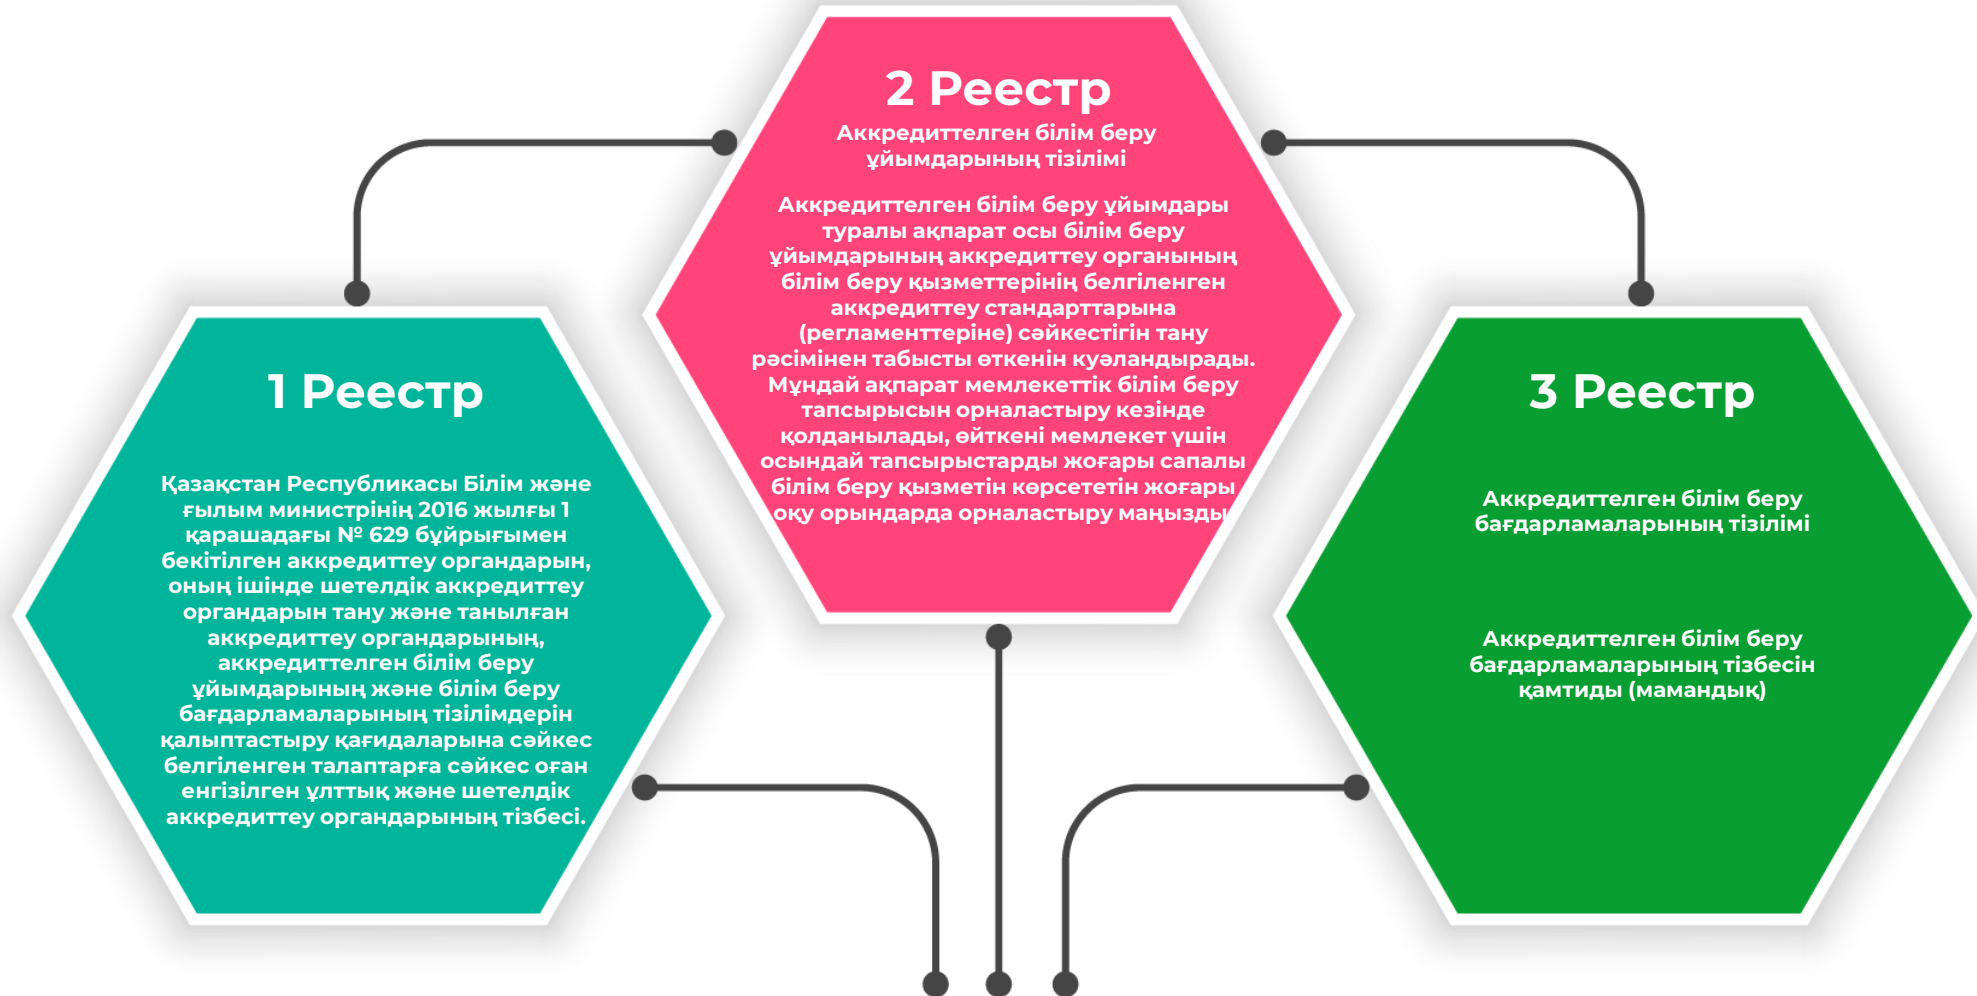 1 Реестр
Қазақстан Республикасы Білім және
ғылым министрінің 2016 жылғы 1
қарашадағы № 629 бұйрығымен
бекітілген аккредиттеу органдарын,
оның ішінде шетелдік аккредиттеу
органдарын тану және танылған
аккредиттеу органдарының,
аккредиттелген білім беру
ұйымдарының және білім беру
бағдарламаларының тізілімдерін
қалыптастыру қағидаларына сәйкес
белгіленген талаптарға сәйкес оған
енгізілген ұлттық және шетелдік
аккредиттеу органдарының тізбесі.
2 Реестр
Аккредиттелген білім беру
ұйымдарының тізілімі
Аккредиттелген білім беру ұйымдары
туралы ақпарат осы білім беру
ұйымдарының аккредиттеу органының
білім беру қызметтерінің белгіленген
аккредиттеу стандарттарына
(регламенттеріне) сәйкестігін тану
рәсімінен табысты өткенін куәландырады.
Мұндай ақпарат мемлекеттік білім беру
тапсырысын орналастыру кезінде
қолданылады, өйткені мемлекет үшін
осындай тапсырыстарды жоғары сапалы
білім беру қызметін көрсететін жоғары
оқу орындарда орналастыру маңызды
3 Реестр
Аккредиттелген білім беру
бағдарламаларының тізілімі
Аккредиттелген білім беру
бағдарламаларының тізбесін
қамтиды (мамандық)